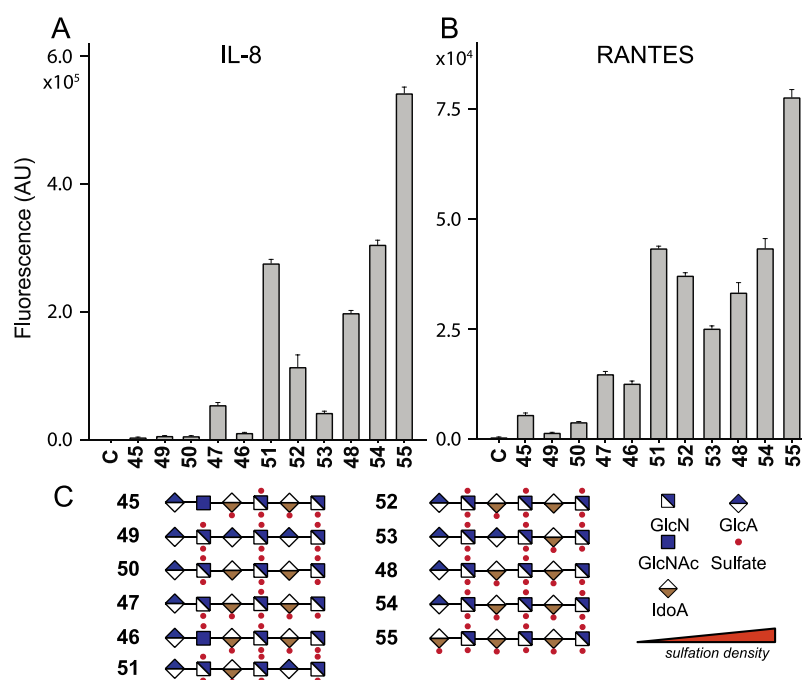 A
IL-8
6.0
x10⁵
4.0
2.0
0.0
Fluorescence (AU)
C 45 49 50 47 46 51 52 53 48 54 55
B
RANTES
x10⁴
7.5
5.0
2.5
0.0
C 45 49 50 47 46 51 52 53 48 54 55
C
45
49
50
47
46
51
52
53
48
54
55
GlcN GlcA
GlcNAc Sulfate
IdoA
sulfation density